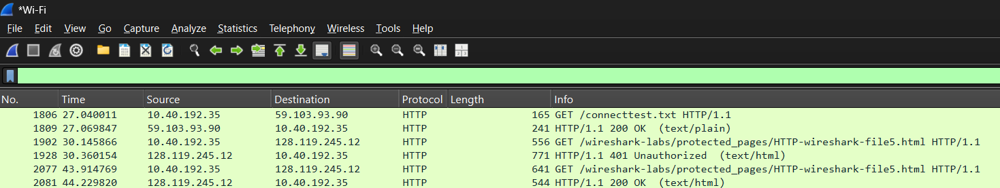 *Wi-Fi
File Edit View Go Capture Analyze Statistics Telephony Wireless Tools Help
No. Time Source Destination Protocol Length Info
1806 27.040011 10.40.192.35 59.103.93.90 HTTP 165 GET /connecttest.txt HTTP/1.1
1809 27.069847 59.103.93.90 10.40.192.35 HTTP 241 HTTP/1.1 200 OK (text/plain)
1902 30.145866 10.40.192.35 128.119.245.12 HTTP 556 GET /wireshark-labs/protected_pages/HTTP-wireshark-file5.html HTTP/1.1
1928 30.360154 128.119.245.12 10.40.192.35 HTTP 771 HTTP/1.1 401 Unauthorized (text/html)
2077 43.914769 10.40.192.35 128.119.245.12 HTTP 641 GET /wireshark-labs/protected_pages/HTTP-wireshark-file5.html HTTP/1.1
2081 44.229820 128.119.245.12 10.40.192.35 HTTP 544 HTTP/1.1 200 OK (text/html)